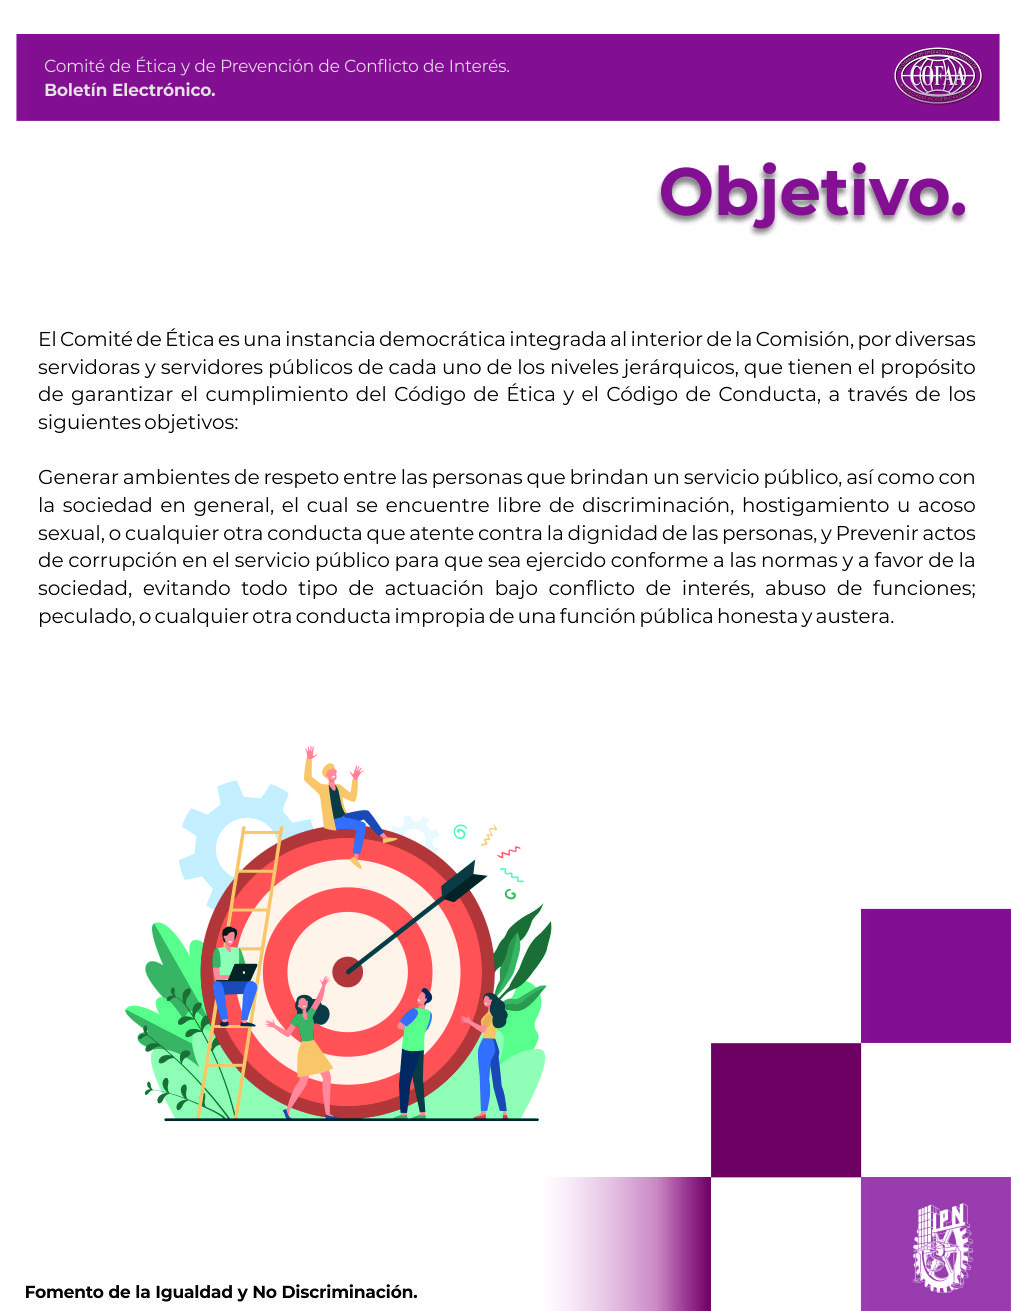 Comité de Ética y de Prevención de Conflicto de Interés.
Boletín Electrónico.
COFAA
Objetivo.
El Comité de Ética es una instancia democrática integrada al interior de la Comisión, por diversas
servidoras y servidores públicos de cada uno de los niveles jerárquicos, que tienen el propósito
de garantizar el cumplimiento del Código de Ética y el Código de Conducta, a través de los
siguientes objetivos:
Generar ambientes de respeto entre las personas que brindan un servicio público, así como con
la sociedad en general, el cual se encuentre libre de discriminación, hostigamiento u acoso
sexual, o cualquier otra conducta que atente contra la dignidad de las personas, y Prevenir actos
de corrupción en el servicio público para que sea ejercido conforme a las normas y a favor de la
sociedad, evitando todo tipo de actuación bajo conflicto de interés, abuso de funciones;
peculado, o cualquier otra conducta impropia de una función pública honesta y austera.
IPN
Fomento de la Igualdad y No Discriminación.